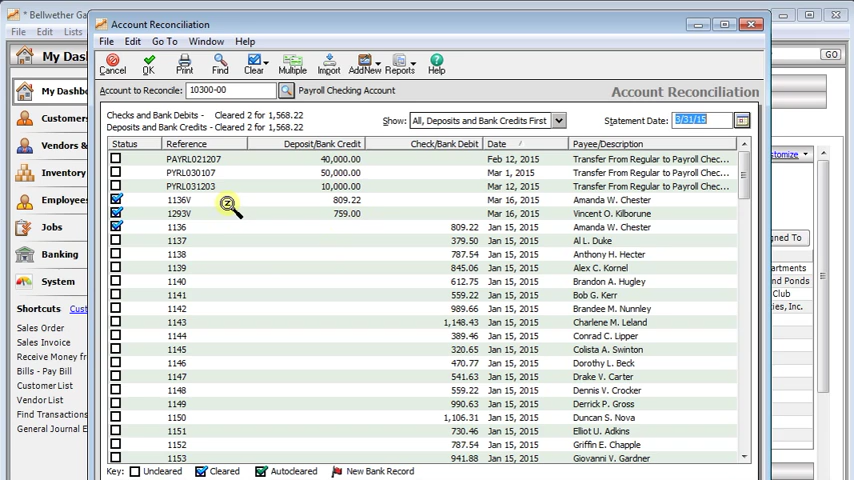 * Bellwether Ga
File Edit Lists
My Dash
My Dashbo
Customers
Vendors &
Inventory
Employees
Jobs
Banking
System
Shortcuts Cust
Sales Order
Sales Invoice
Receive Money fr
Bills - Pay Bill
Customer List
Vendor List
Find Transactions
General Journal E
Account Reconciliation
File Edit Go To Window Help
Cancel OK Print Find Clear Multiple Import AddNew Reports Help
Account to Reconcile: 10300-00 Payroll Checking Account Account Reconciliation
Checks and Bank Debits - Cleared 2 for 1,568.22
Deposits and Bank Credits - Cleared 2 for 1,568.22
Show: All, Deposits and Bank Credits First Statement Date: 3/31/15
Status Reference Deposit/Bank Credit Check/Bank Debit Date Payee/Description
PAYRL021207 40,000.00 Feb 12, 2015 Transfer From Regular to Payroll Chec...
PYRL030107 50,000.00 Mar 1, 2015 Transfer From Regular to Payroll Chec...
PYRL031203 10,000.00 Mar 12, 2015 Transfer From Regular to Payroll Chec...
1136V 809.22 Mar 16, 2015 Amanda W. Chester
1293V 759.00 Mar 16, 2015 Vincent O. Kilborune
1136 809.22 Jan 15, 2015 Amanda W. Chester
1137 379.50 Jan 15, 2015 Al L. Duke
1138 787.54 Jan 15, 2015 Anthony H. Hecter
1139 845.06 Jan 15, 2015 Alex C. Kornel
1140 612.75 Jan 15, 2015 Brandon A. Hugley
1141 559.22 Jan 15, 2015 Bob G. Kerr
1142 989.66 Jan 15, 2015 Brandee M. Nunnley
1143 1,148.43 Jan 15, 2015 Charlene M. Leland
1144 389.46 Jan 15, 2015 Conrad C. Lipper
1145 320.65 Jan 15, 2015 Colista A. Swinton
1146 470.77 Jan 15, 2015 Dorothy L. Beck
1147 541.63 Jan 15, 2015 Drake V. Carter
1148 559.22 Jan 15, 2015 Dennis V. Crocker
1149 990.63 Jan 15, 2015 Derrick P. Gross
1150 1,106.31 Jan 15, 2015 Duncan S. Nova
1151 730.46 Jan 15, 2015 Elliot U. Adkins
1152 787.54 Jan 15, 2015 Griffin E. Chapple
1153 941.88 Jan 15, 2015 Giovanni V. Gardner
Key: Uncleared Cleared Autocleared New Bank Record
GO
stomize
igned To
artments
nd Ponds
Club
ies, Inc.